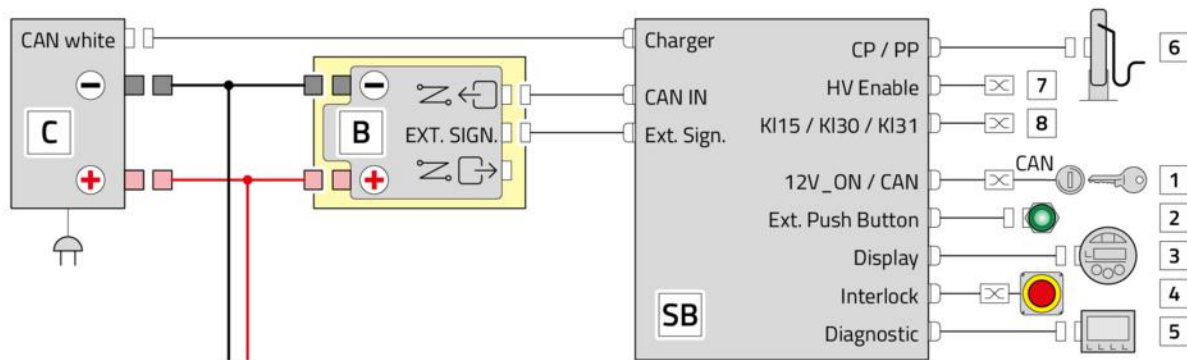 CAN white
C
B
EXT. SIGN.
Charger
CAN IN
Ext. Sign.
SB
CP / PP
6
HV Enable
7
Kl15 / Kl30 / Kl31
8
CAN
12V_ON / CAN
1
Ext. Push Button
2
Display
3
Interlock
4
Diagnostic
5